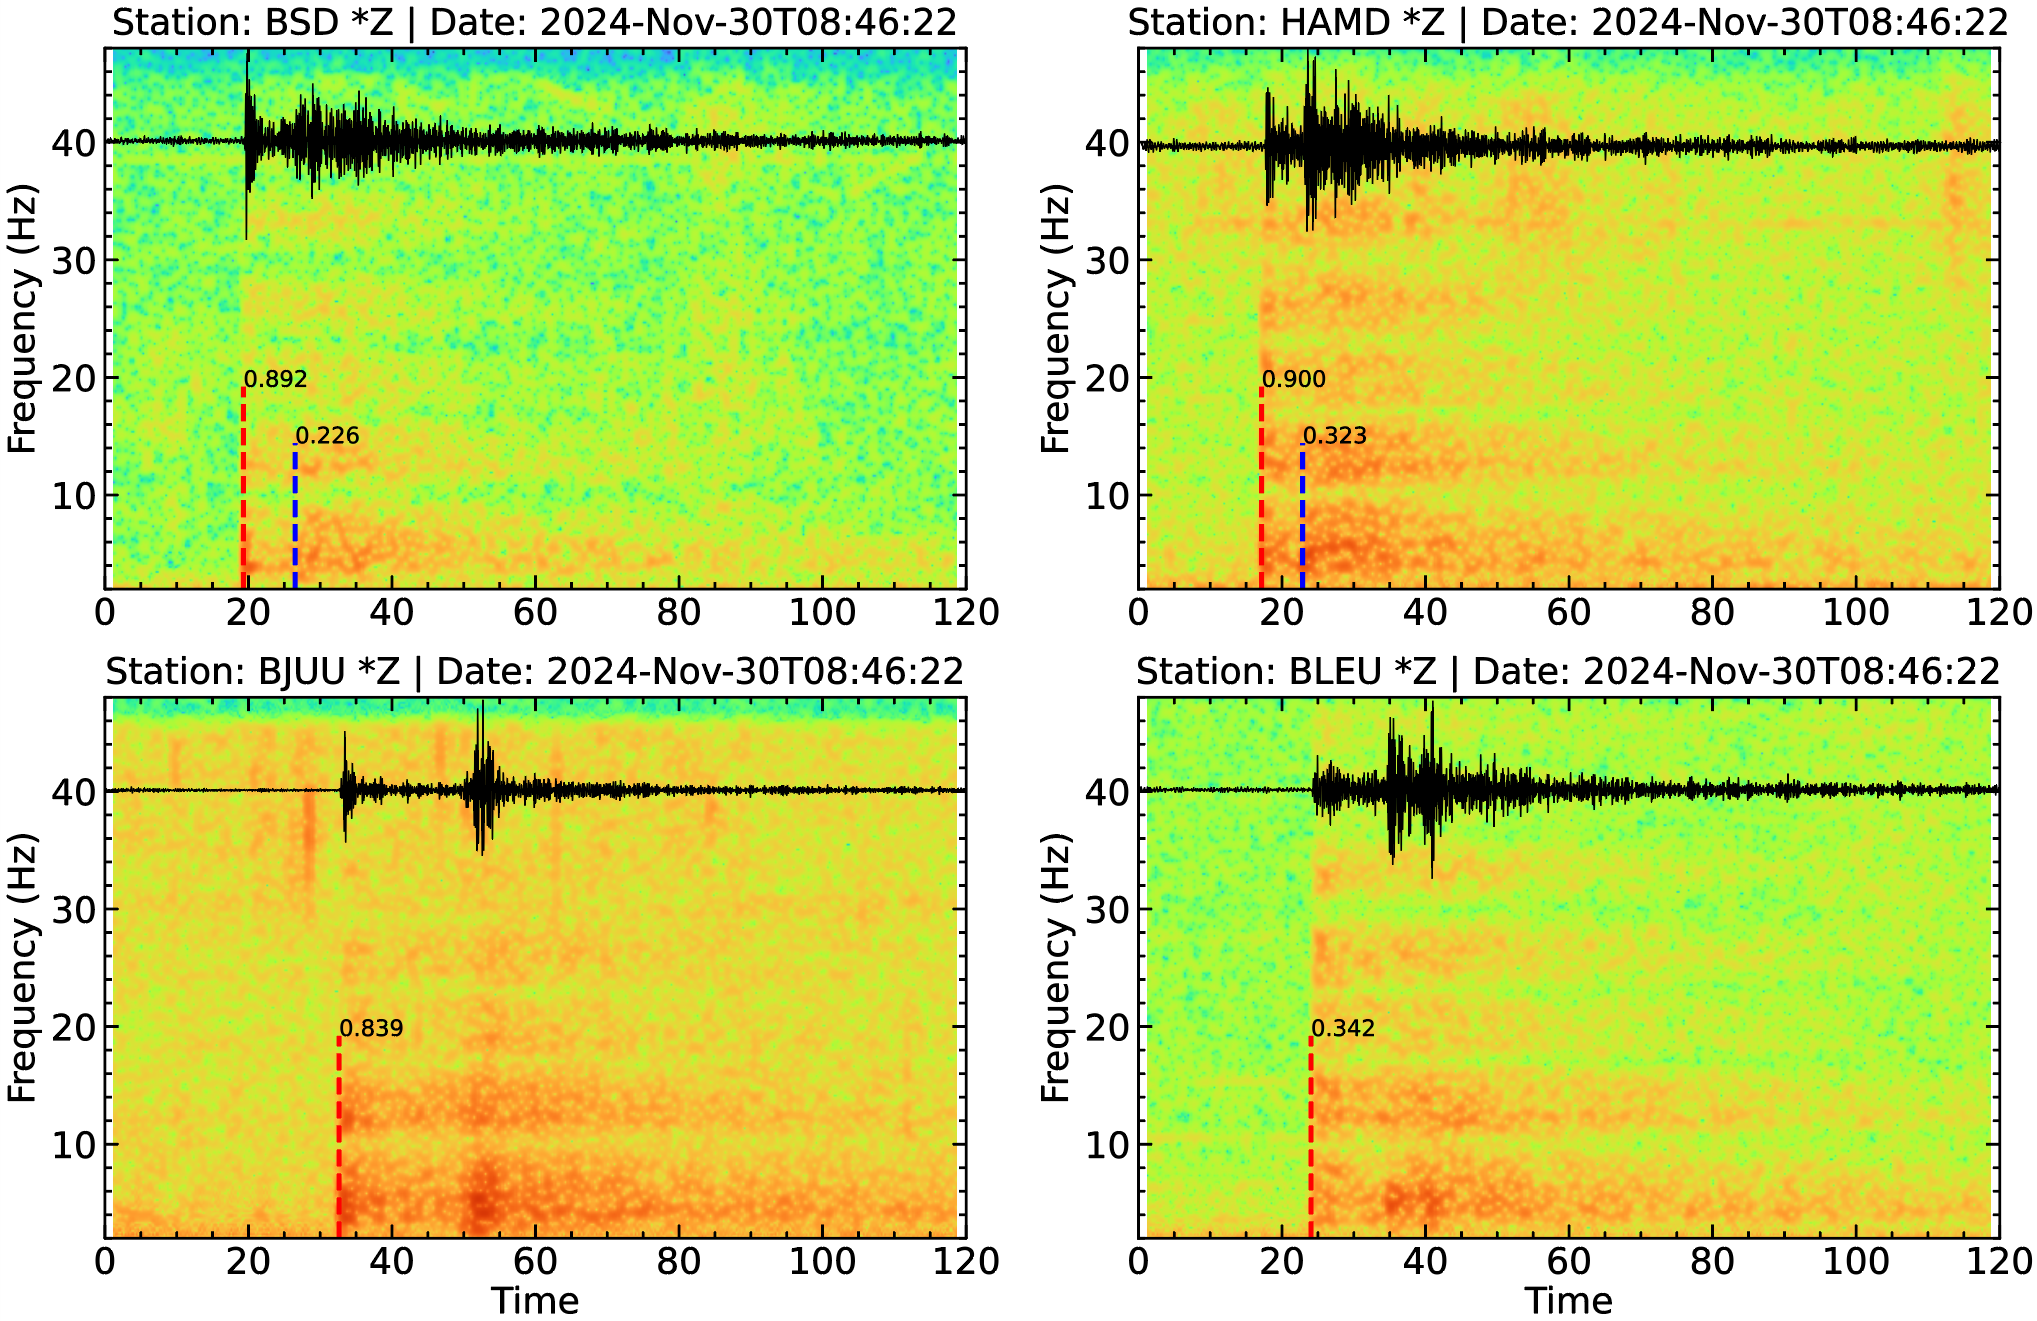 Station: BSD *Z | Date: 2024-Nov-30T08:46:22
Frequency (Hz)
40
30
20
10
0.892
0.226
0 20 40 60 80 100 120
Station: HAMD *Z | Date: 2024-Nov-30T08:46:22
Frequency (Hz)
40
30
20
10
0.900
0.323
0 20 40 60 80 100 120
Station: BJUU *Z | Date: 2024-Nov-30T08:46:22
Frequency (Hz)
40
30
20
10
0.839
0 20 40 60 80 100 120
Time
Station: BLEU *Z | Date: 2024-Nov-30T08:46:22
Frequency (Hz)
40
30
20
10
0.342
0 20 40 60 80 100 120
Time